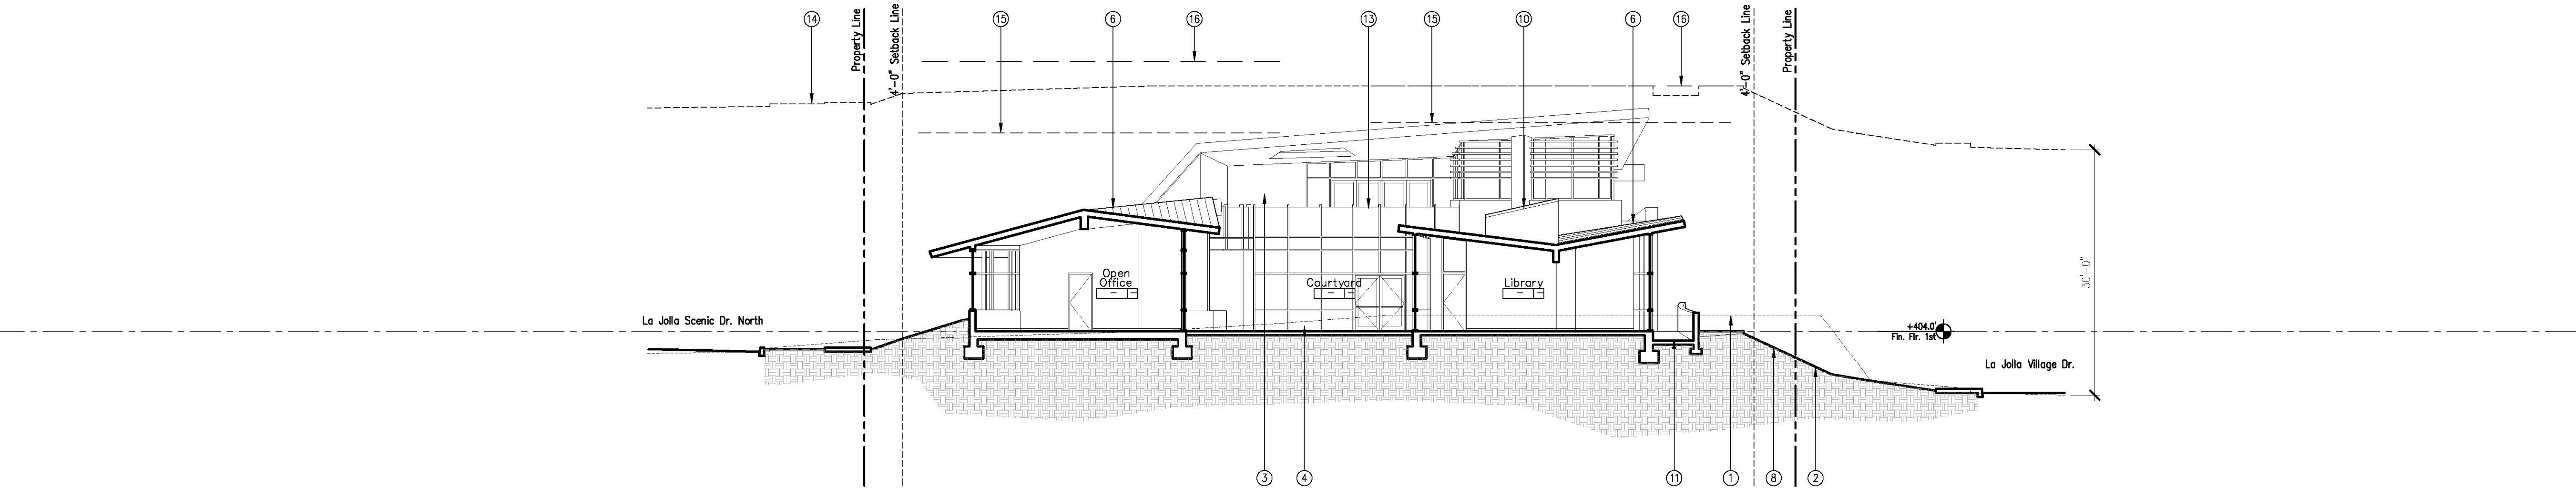 14
Property Line
4'-0" Setback Line
15
6
16
13
15
10
6
16
4'-0" Setback Line
Property Line
30'-0"
Open
Office
Courtyard
Library
La Jolla Scenic Dr. North
+404.0'
Fin. Flr. 1st
La Jolla Village Dr.
3
4
11
1
8
2